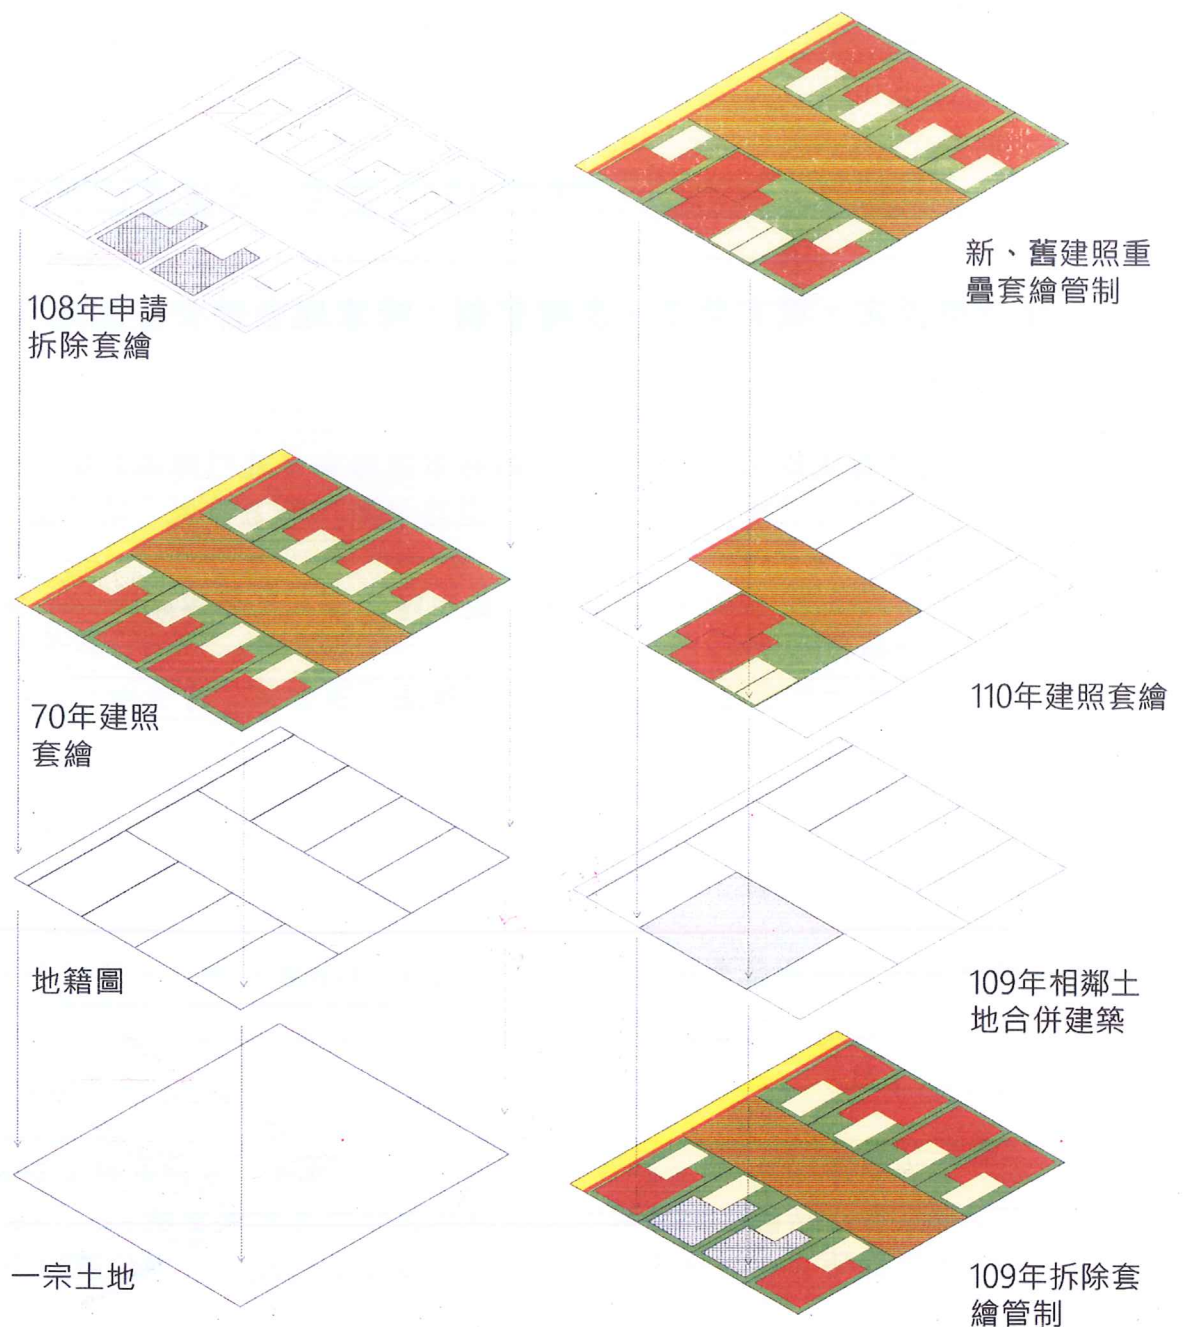 108年申請
拆除套繪
70年建照
套繪
地籍圖
一宗土地
新、舊建照重
疊套繪管制
110年建照套繪
109年相鄰土
地合併建築
109年拆除套
繪管制